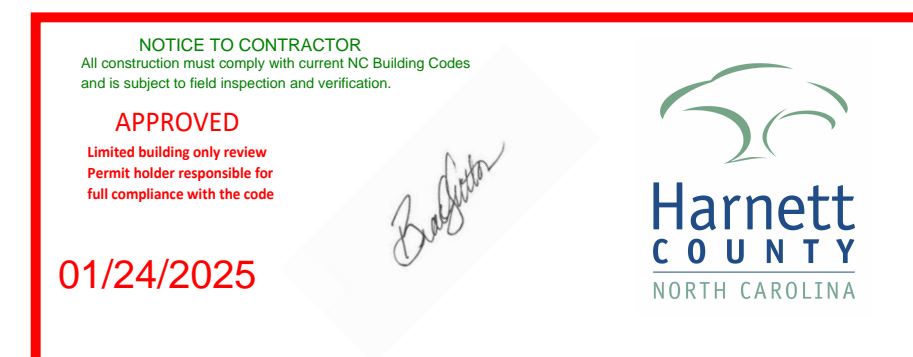 NOTICE TO CONTRACTOR
All construction must comply with current NC Building Codes
and is subject to field inspection and verification.
APPROVED
Limited building only review
Permit holder responsible for
full compliance with the code
01/24/2025
Harnett
COUNTY
NORTH CAROLINA